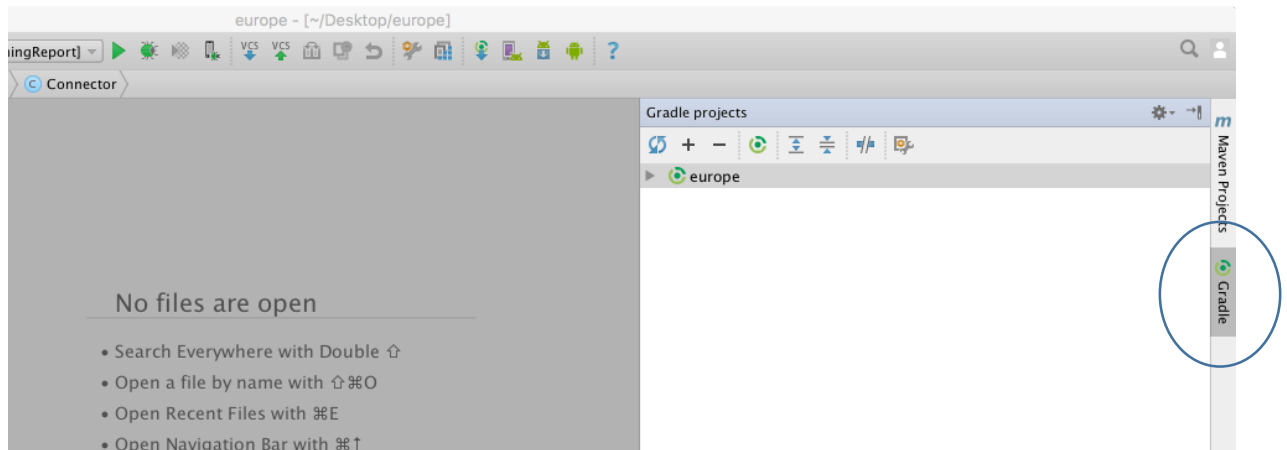 europe - [~/Desktop/europe]
ningReport]
VCS VCS ?
C Connector
Gradle projects
m
Maven Projects
europe
Gradle
No files are open
• Search Everywhere with Double ⇧
• Open a file by name with ⇧⌘O
• Open Recent Files with ⌘E
• Open Navigation Bar with ⌘↑